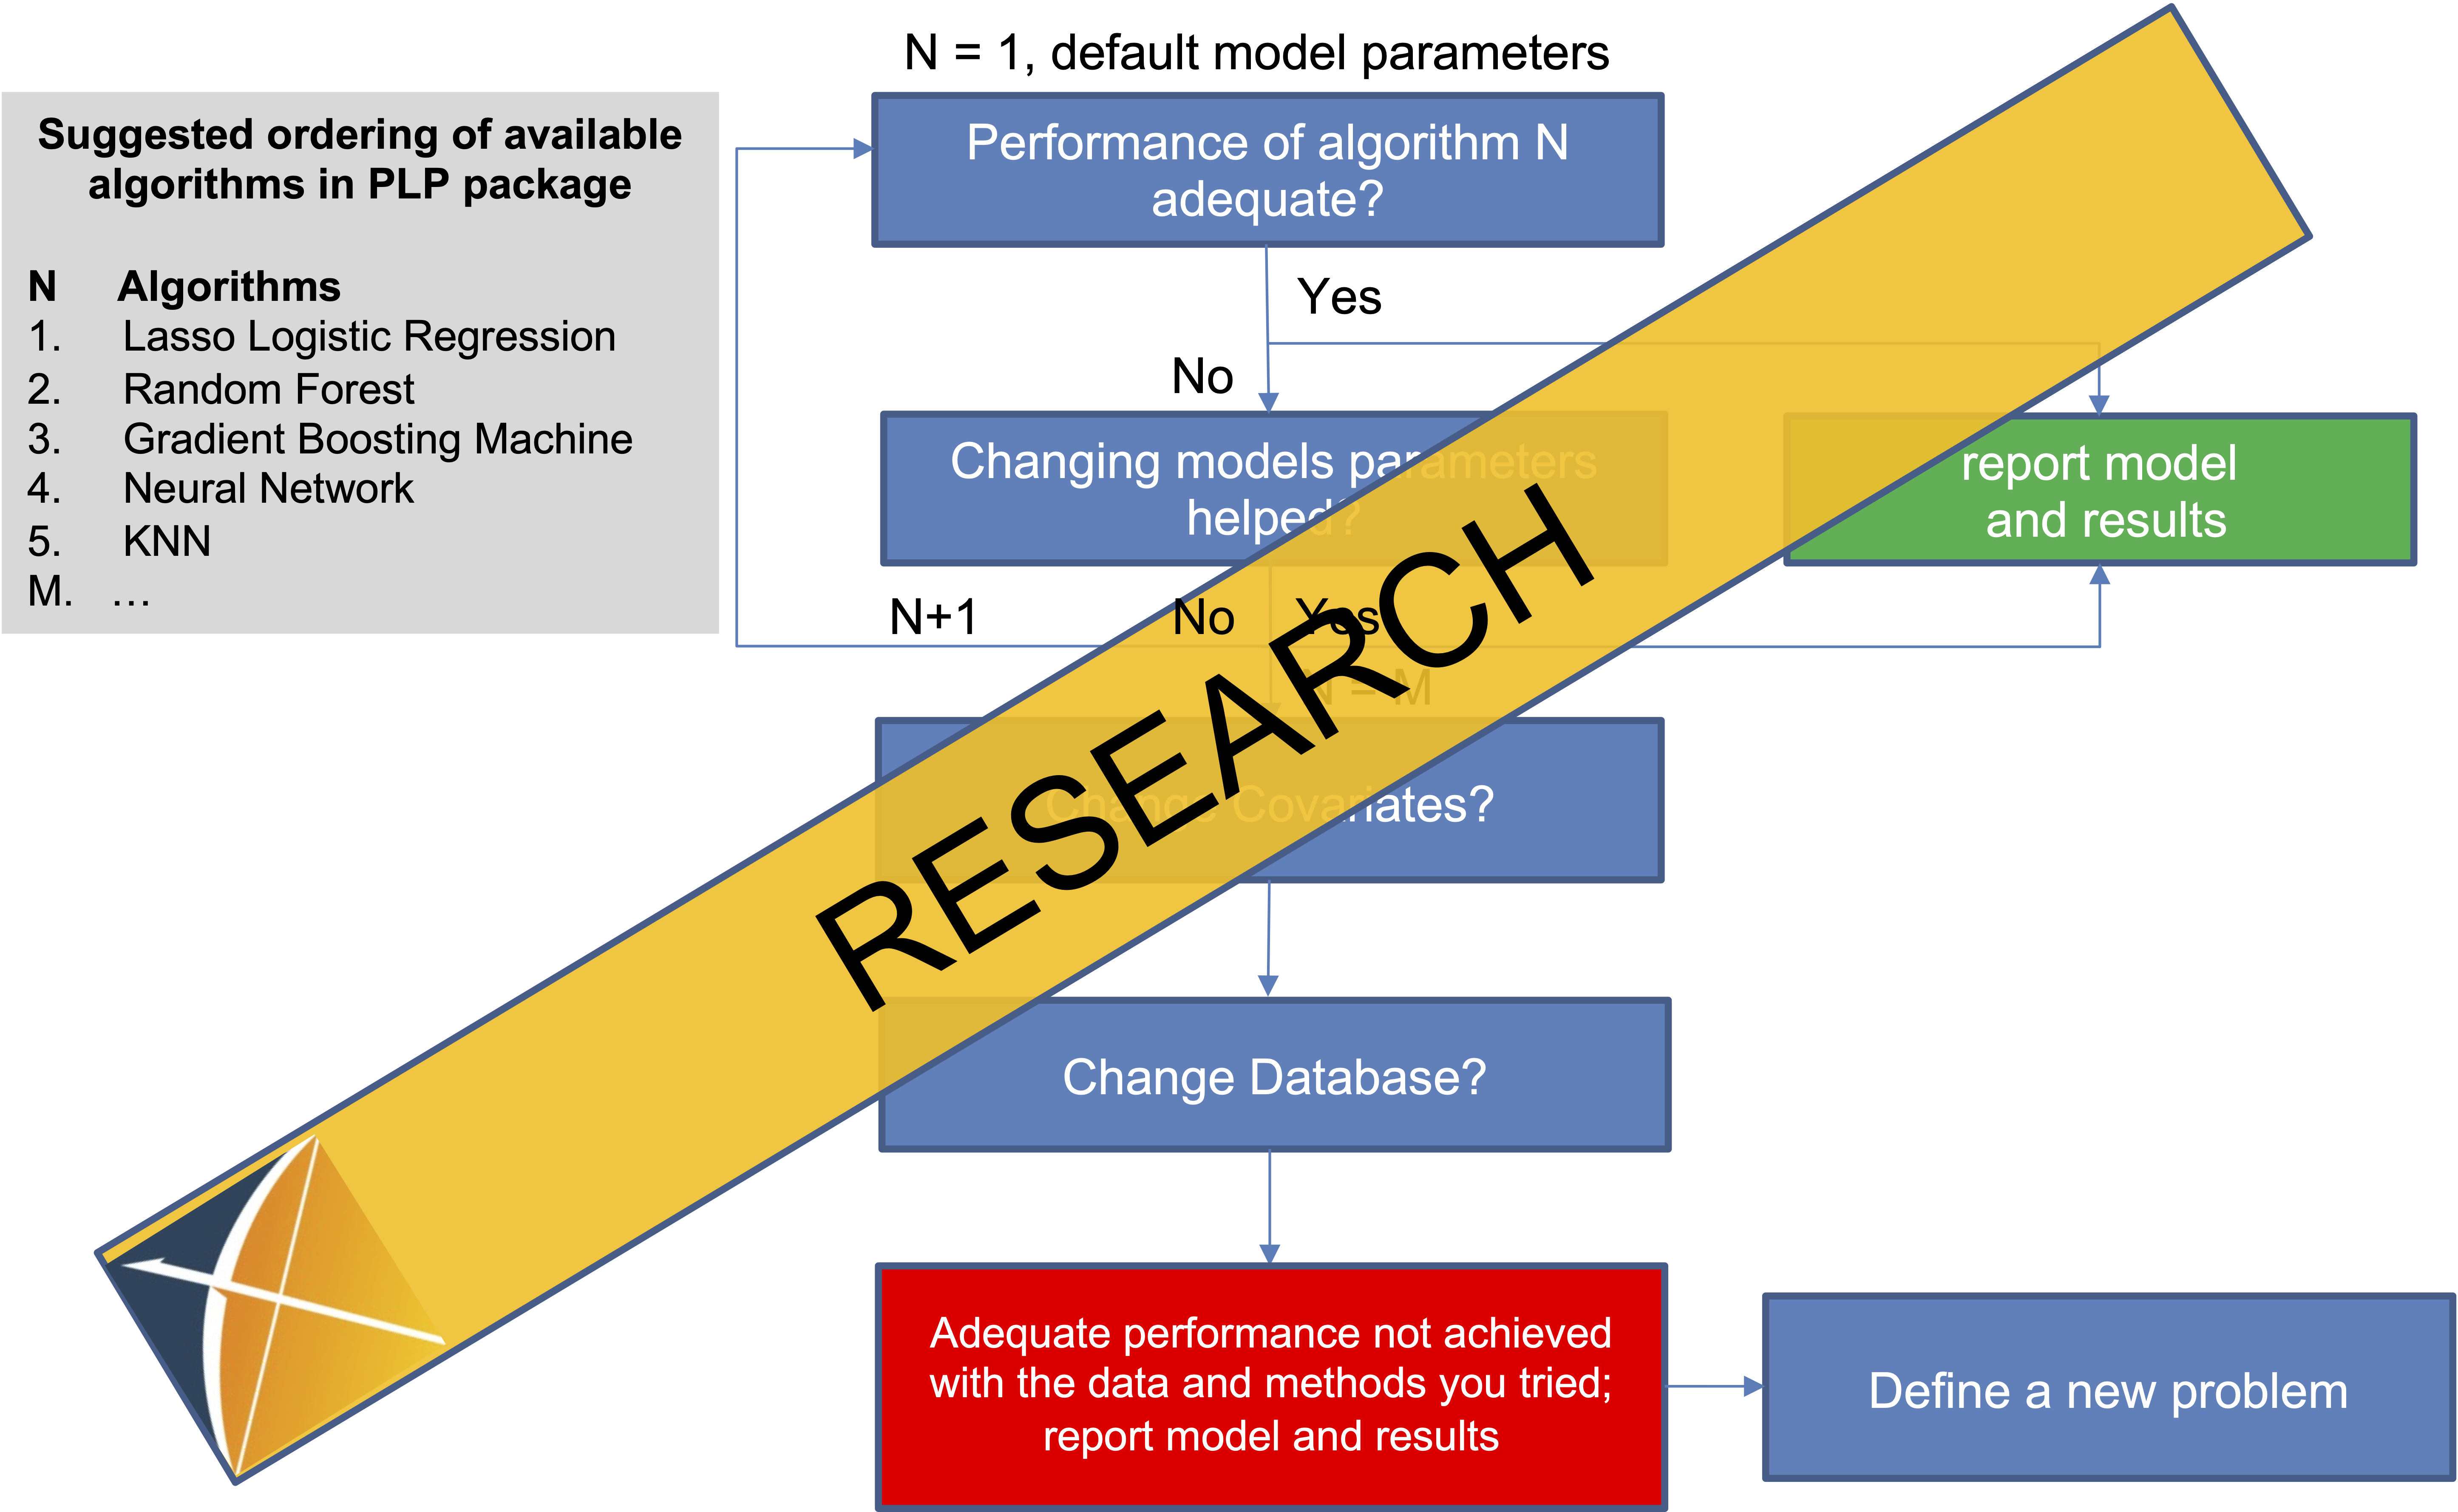 N = 1, default model parameters
Suggested ordering of available
algorithms in PLP package
N Algorithms
1. Lasso Logistic Regression
2. Random Forest
3. Gradient Boosting Machine
4. Neural Network
5. KNN
M. …
Performance of algorithm N
adequate?
Yes
No
Changing models parameters
helped?
report model
and results
N+1
No
Yes
N = M
Change Covariates?
RESEARCH
Change Database?
Adequate performance not achieved
with the data and methods you tried;
report model and results
Define a new problem